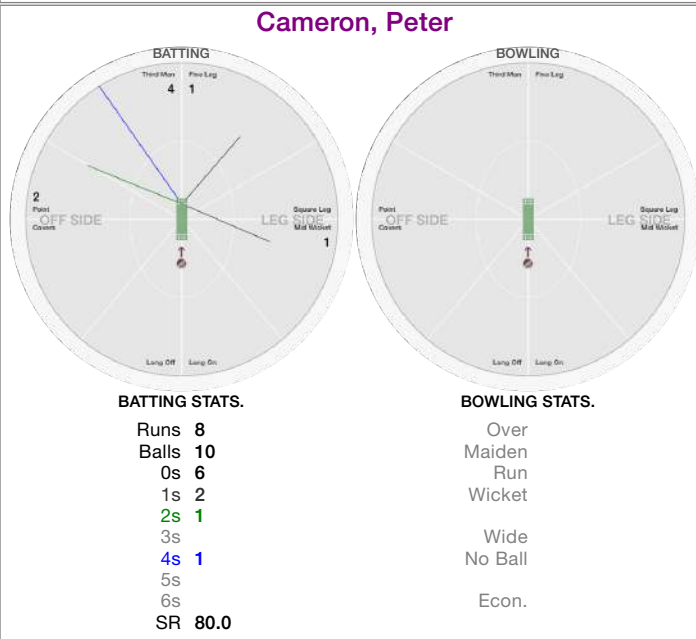 Cameron, Peter
BATTING
Third Man Fine Leg
4 1
2
Point
OFF SIDE
Covers
Square Leg
LEG SIDE
Mid Wicket
1
Long Off Long On
BATTING STATS.
Runs 8
Balls 10
0s 6
1s 2
2s 1
3s
4s 1
5s
6s
SR 80.0
BOWLING
Third Man Fine Leg
Point
OFF SIDE
Covers
Square Leg
LEG SIDE
Mid Wicket
Long Off Long On
BOWLING STATS.
Over
Maiden
Run
Wicket
Wide
No Ball
Econ.